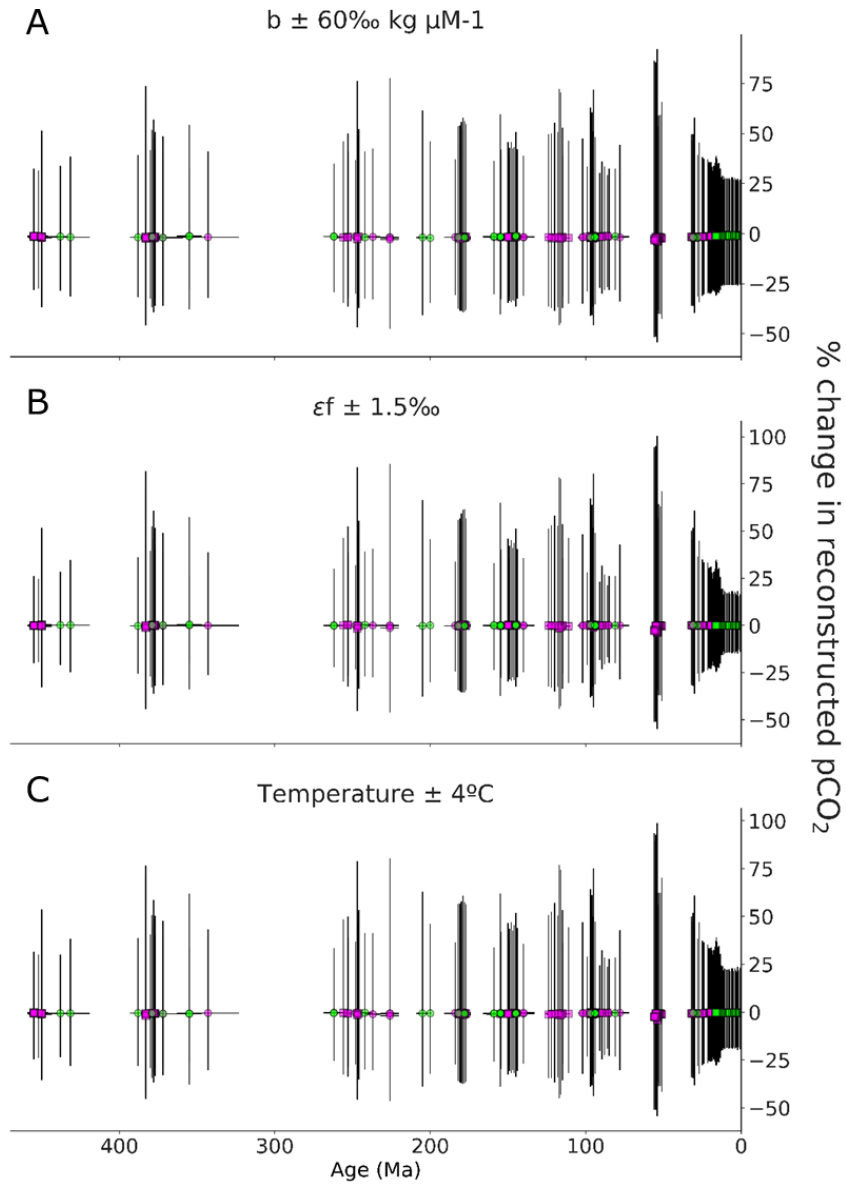 A
b ± 60‰ kg µM-1
75
50
25
0
−25
−50
B
εf ± 1.5‰
100
75
50
25
0
−25
−50
% change in reconstructed pCO₂
C
Temperature ± 4ºC
100
75
50
25
0
−25
−50
400 300 200 100 0
Age (Ma)